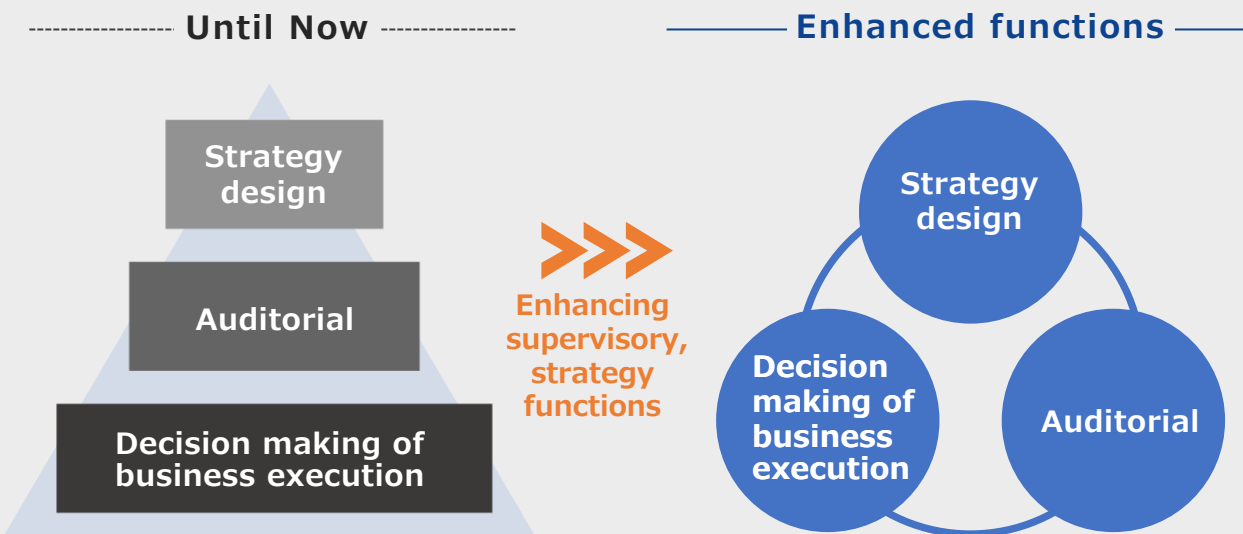 Until Now
Strategy
design
Auditorial
Decision making of
business execution
Enhancing
supervisory,
strategy
functions
Enhanced functions
Strategy
design
Decision
making of
business
execution
Auditorial